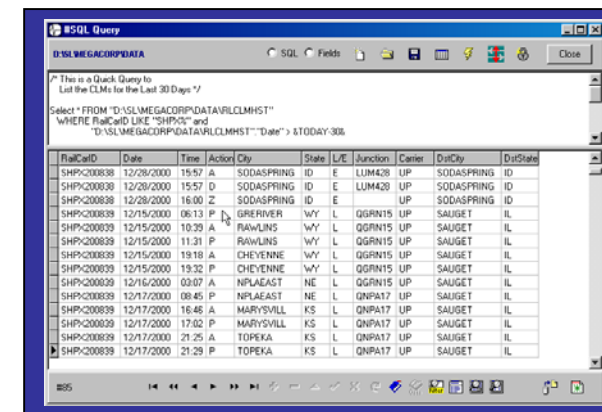 #SQL Query
D:\SL\MEGACORP\DATA
SQL Fields Close
/* This is a Quick Query to
List the CLMs for the Last 30 Days */
Select * FROM "D:\SL\MEGACORP\DATA\RLCLMHST"
WHERE RailCarID LIKE "SHPX%" and
"D:\SL\MEGACORP\DATA\RLCLMHST"."Date" > &TODAY-30&
RailCarID Date Time Action City State L/E Junction Carrier DstCity DstState
SHPX200838 12/28/2000 15:57 A SODASPRING ID E LUM428 UP SODASPRING ID
SHPX200838 12/28/2000 15:57 D SODASPRING ID E LUM428 UP SODASPRING ID
SHPX200838 12/28/2000 16:00 Z SODASPRING ID E UP SODASPRING ID
SHPX200839 12/15/2000 06:13 P GRERIVER WY L QGRN15 UP SAUGET IL
SHPX200839 12/15/2000 10:39 A RAWLINS WY L QGRN15 UP SAUGET IL
SHPX200839 12/15/2000 11:31 P RAWLINS WY L QGRN15 UP SAUGET IL
SHPX200839 12/15/2000 19:18 A CHEYENNE WY L QGRN15 UP SAUGET IL
SHPX200839 12/15/2000 19:32 P CHEYENNE WY L QGRN15 UP SAUGET IL
SHPX200839 12/16/2000 03:07 A NPLAEAST NE L QGRN15 UP SAUGET IL
SHPX200839 12/17/2000 08:45 P NPLAEAST NE L QNPA17 UP SAUGET IL
SHPX200839 12/17/2000 16:46 A MARYSVILL KS L QNPA17 UP SAUGET IL
SHPX200839 12/17/2000 17:02 P MARYSVILL KS L QNPA17 UP SAUGET IL
SHPX200839 12/17/2000 21:25 A TOPEKA KS L QNPA17 UP SAUGET IL
SHPX200839 12/17/2000 21:29 P TOPEKA KS L QNPA17 UP SAUGET IL
#85